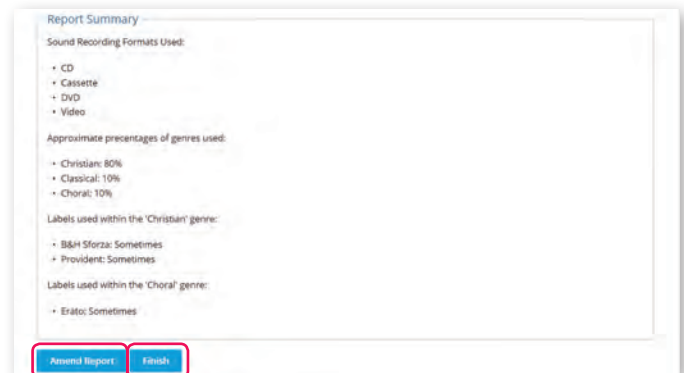 Report Summary
Sound Recording Formats Used:
• CD
• Cassette
• DVD
• Video
Approximate precentages of genres used:
• Christian: 80%
• Classical: 10%
• Choral: 10%
Labels used within the 'Christian' genre:
• B&H Sforza: Sometimes
• Provident: Sometimes
Labels used within the 'Choral' genre:
• Erato: Sometimes
Amend Report Finish